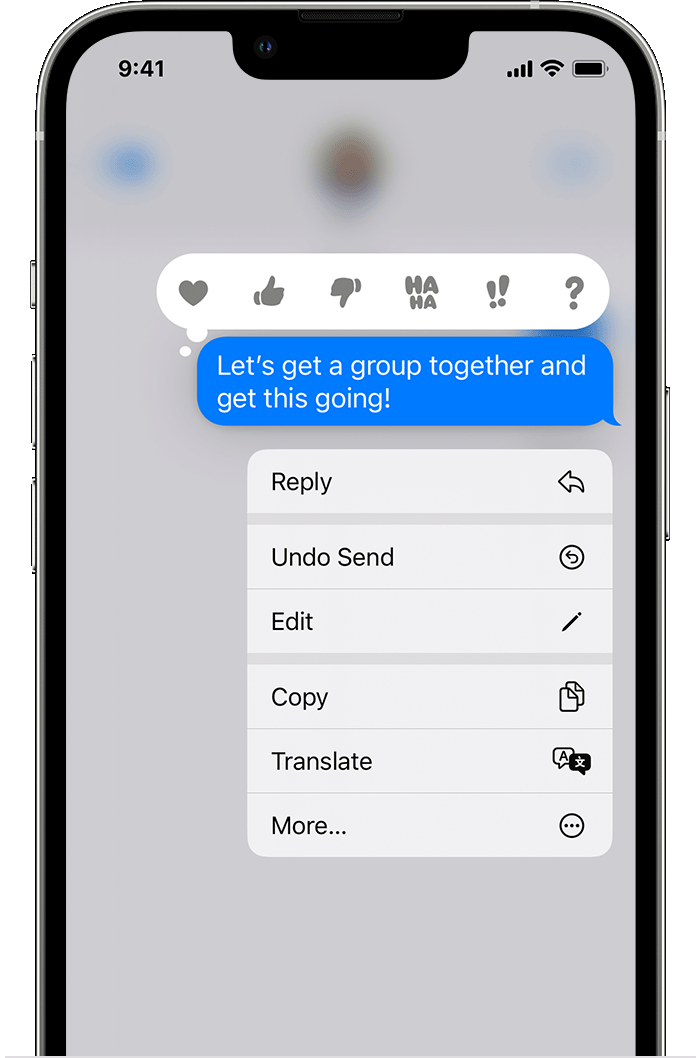 9:41
HA
HA
!!
?
Let’s get a group together and
get this going!
Reply
Undo Send
Edit
Copy
Translate
A 文
More...